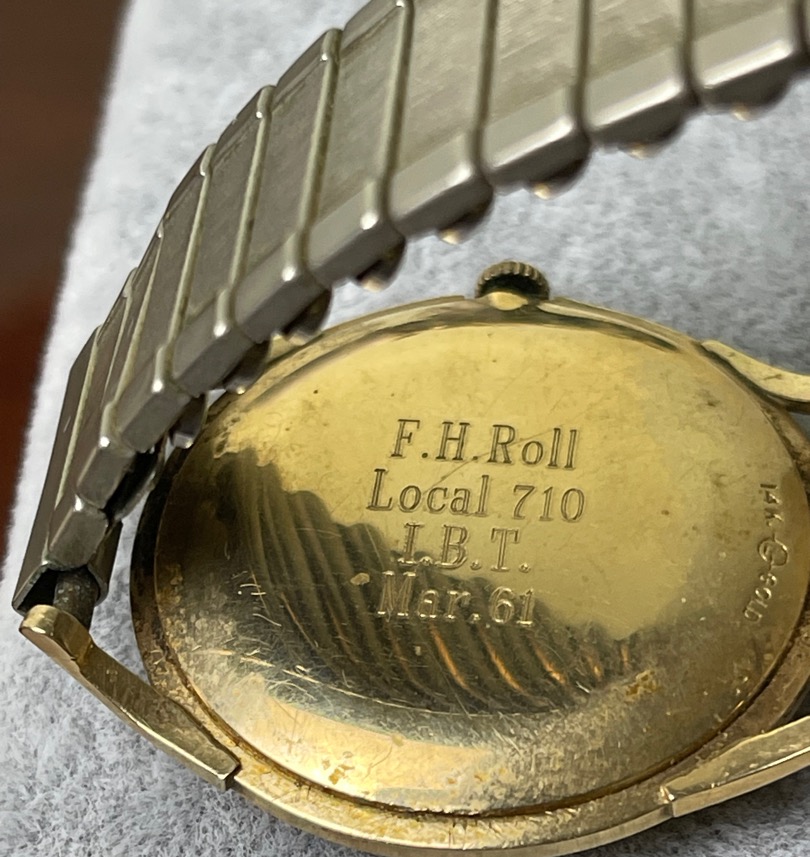 F.H.Roll
Local 710
I.B.T.
Mar.61
14K GOLD